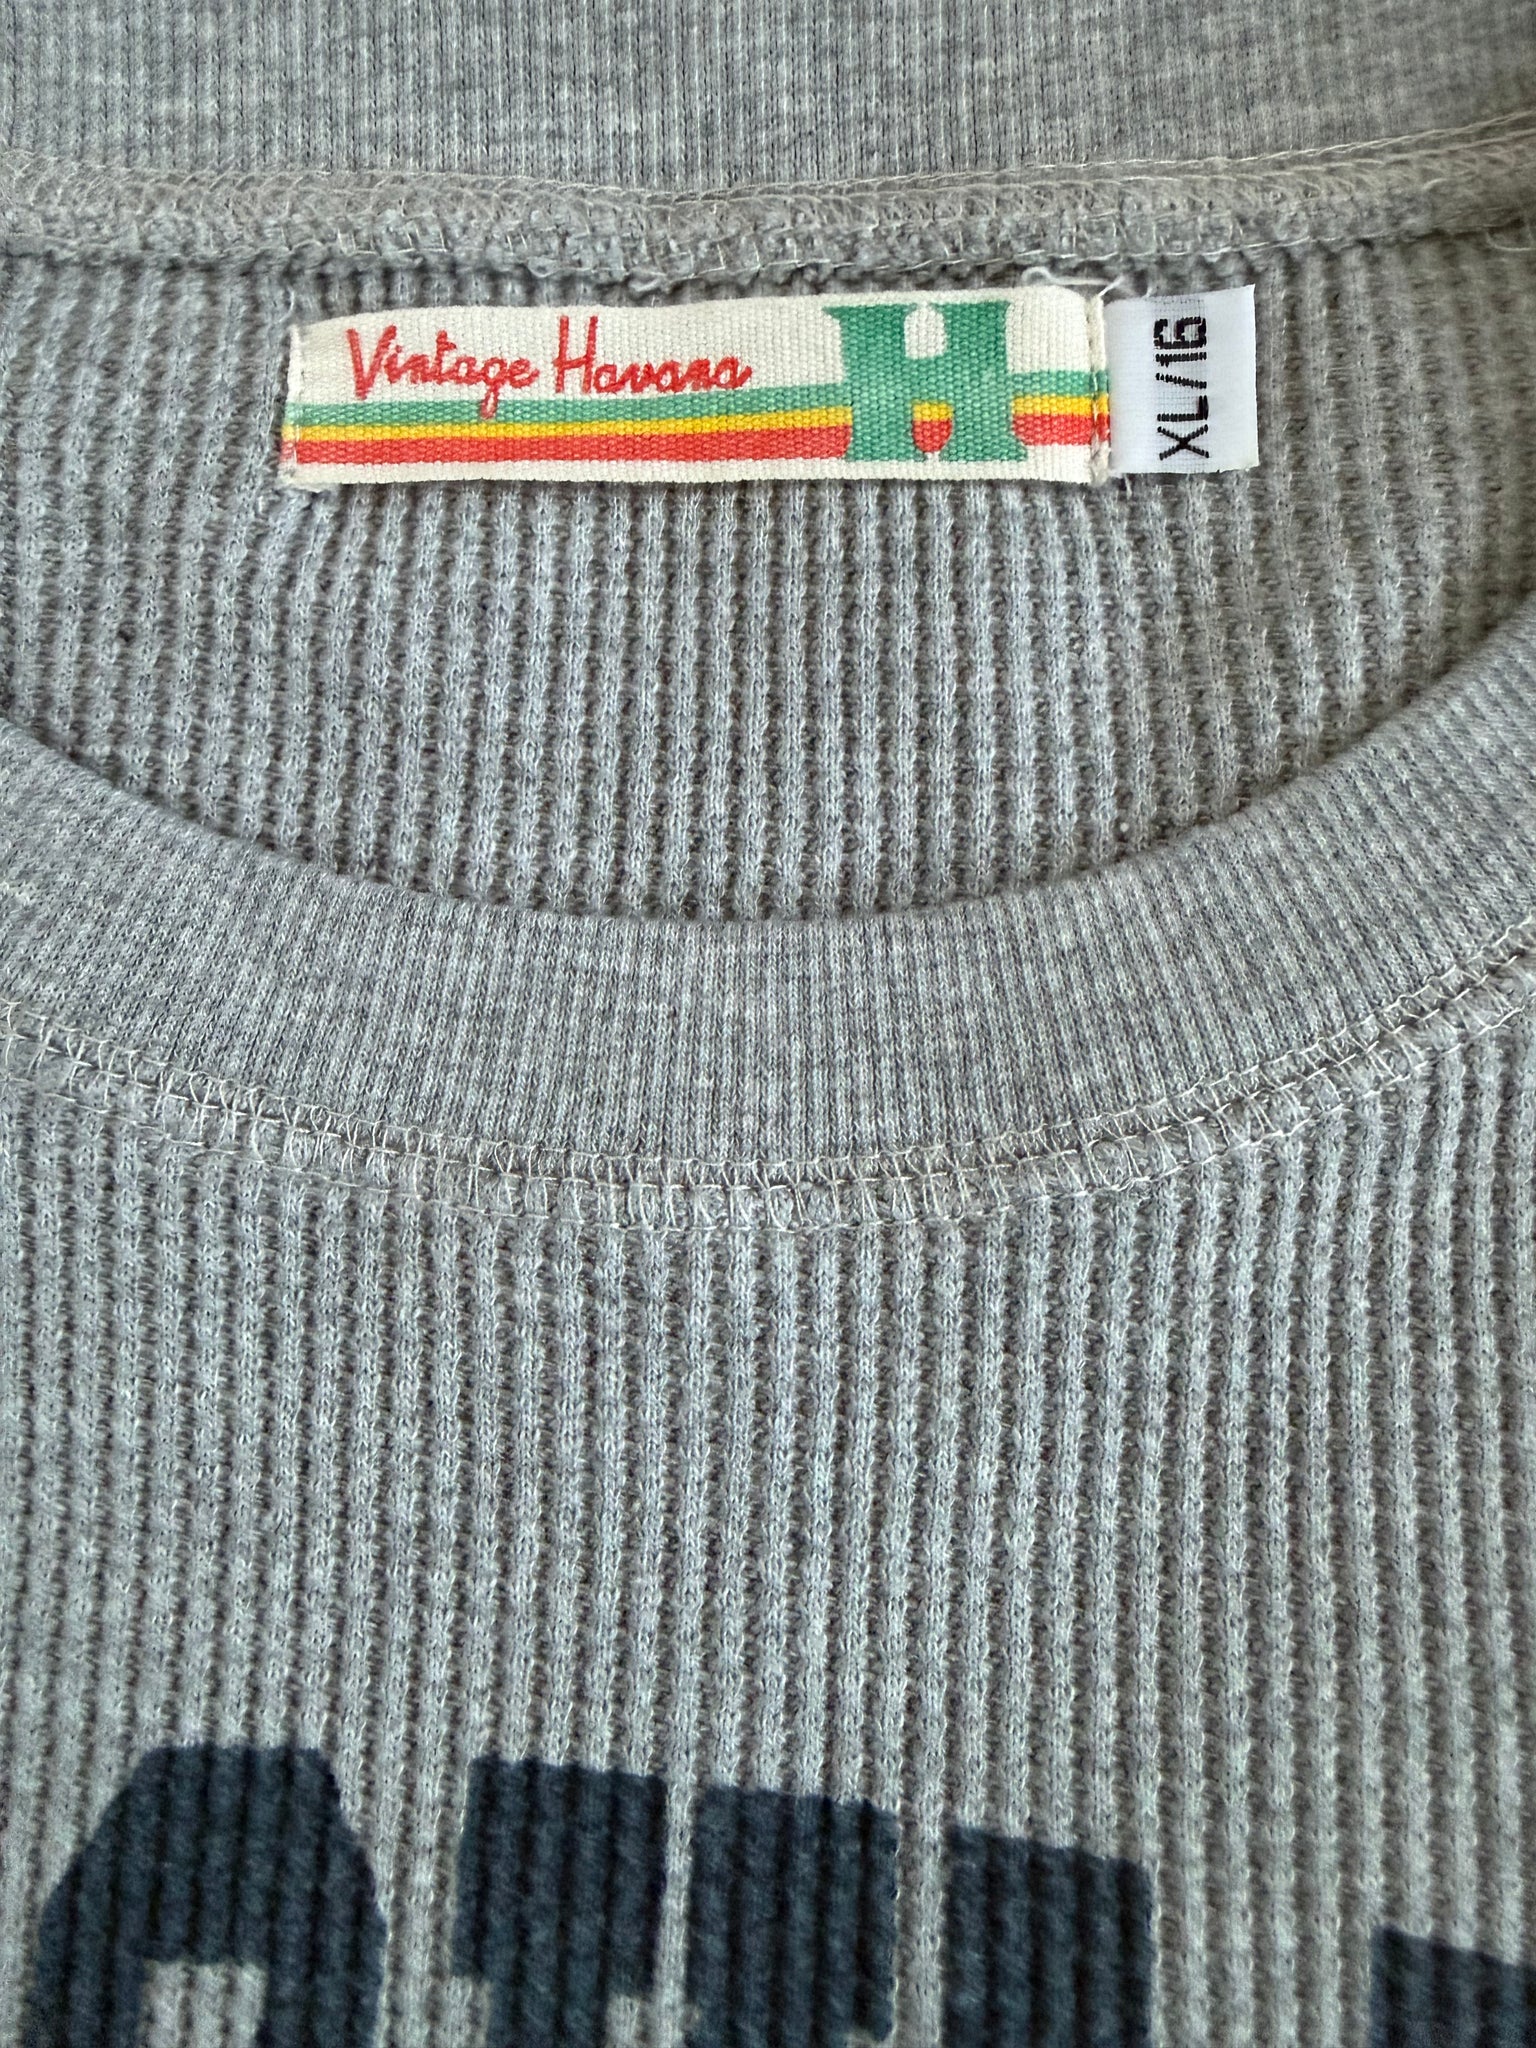 Vintage Havana
H
XL/16